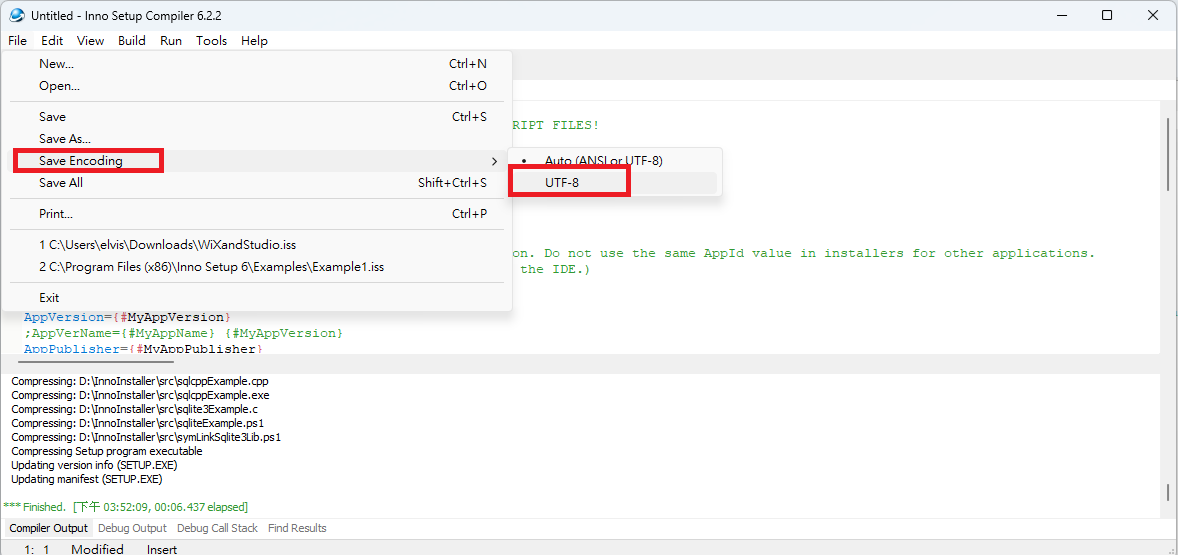 Untitled - Inno Setup Compiler 6.2.2
File Edit View Build Run Tools Help
New... Ctrl+N
Open... Ctrl+O
Save Ctrl+S
RIPT FILES!
Save As...
Save Encoding
Auto (ANSI or UTF-8)
Save All Shift+Ctrl+S
UTF-8
Print... Ctrl+P
1 C:\Users\elvis\Downloads\WiXandStudio.iss
on. Do not use the same AppId value in installers for other applications.
2 C:\Program Files (x86)\Inno Setup 6\Examples\Example1.iss
the IDE.)
Exit
AppVersion={#MyAppVersion}
;AppVerName={#MyAppName} {#MyAppVersion}
AppPublisher={#MyAppPublisher}
Compressing: D:\InnoInstaller\src\sqlcppExample.cpp
Compressing: D:\InnoInstaller\src\sqlcppExample.exe
Compressing: D:\InnoInstaller\src\sqlite3Example.c
Compressing: D:\InnoInstaller\src\sqliteExample.ps1
Compressing: D:\InnoInstaller\src\symLinkSqlite3Lib.ps1
Compressing Setup program executable
Updating version info (SETUP.EXE)
Updating manifest (SETUP.EXE)
*** Finished. [下午 03:52:09, 00:06.437 elapsed]
Compiler Output Debug Output Debug Call Stack Find Results
1: 1 Modified Insert